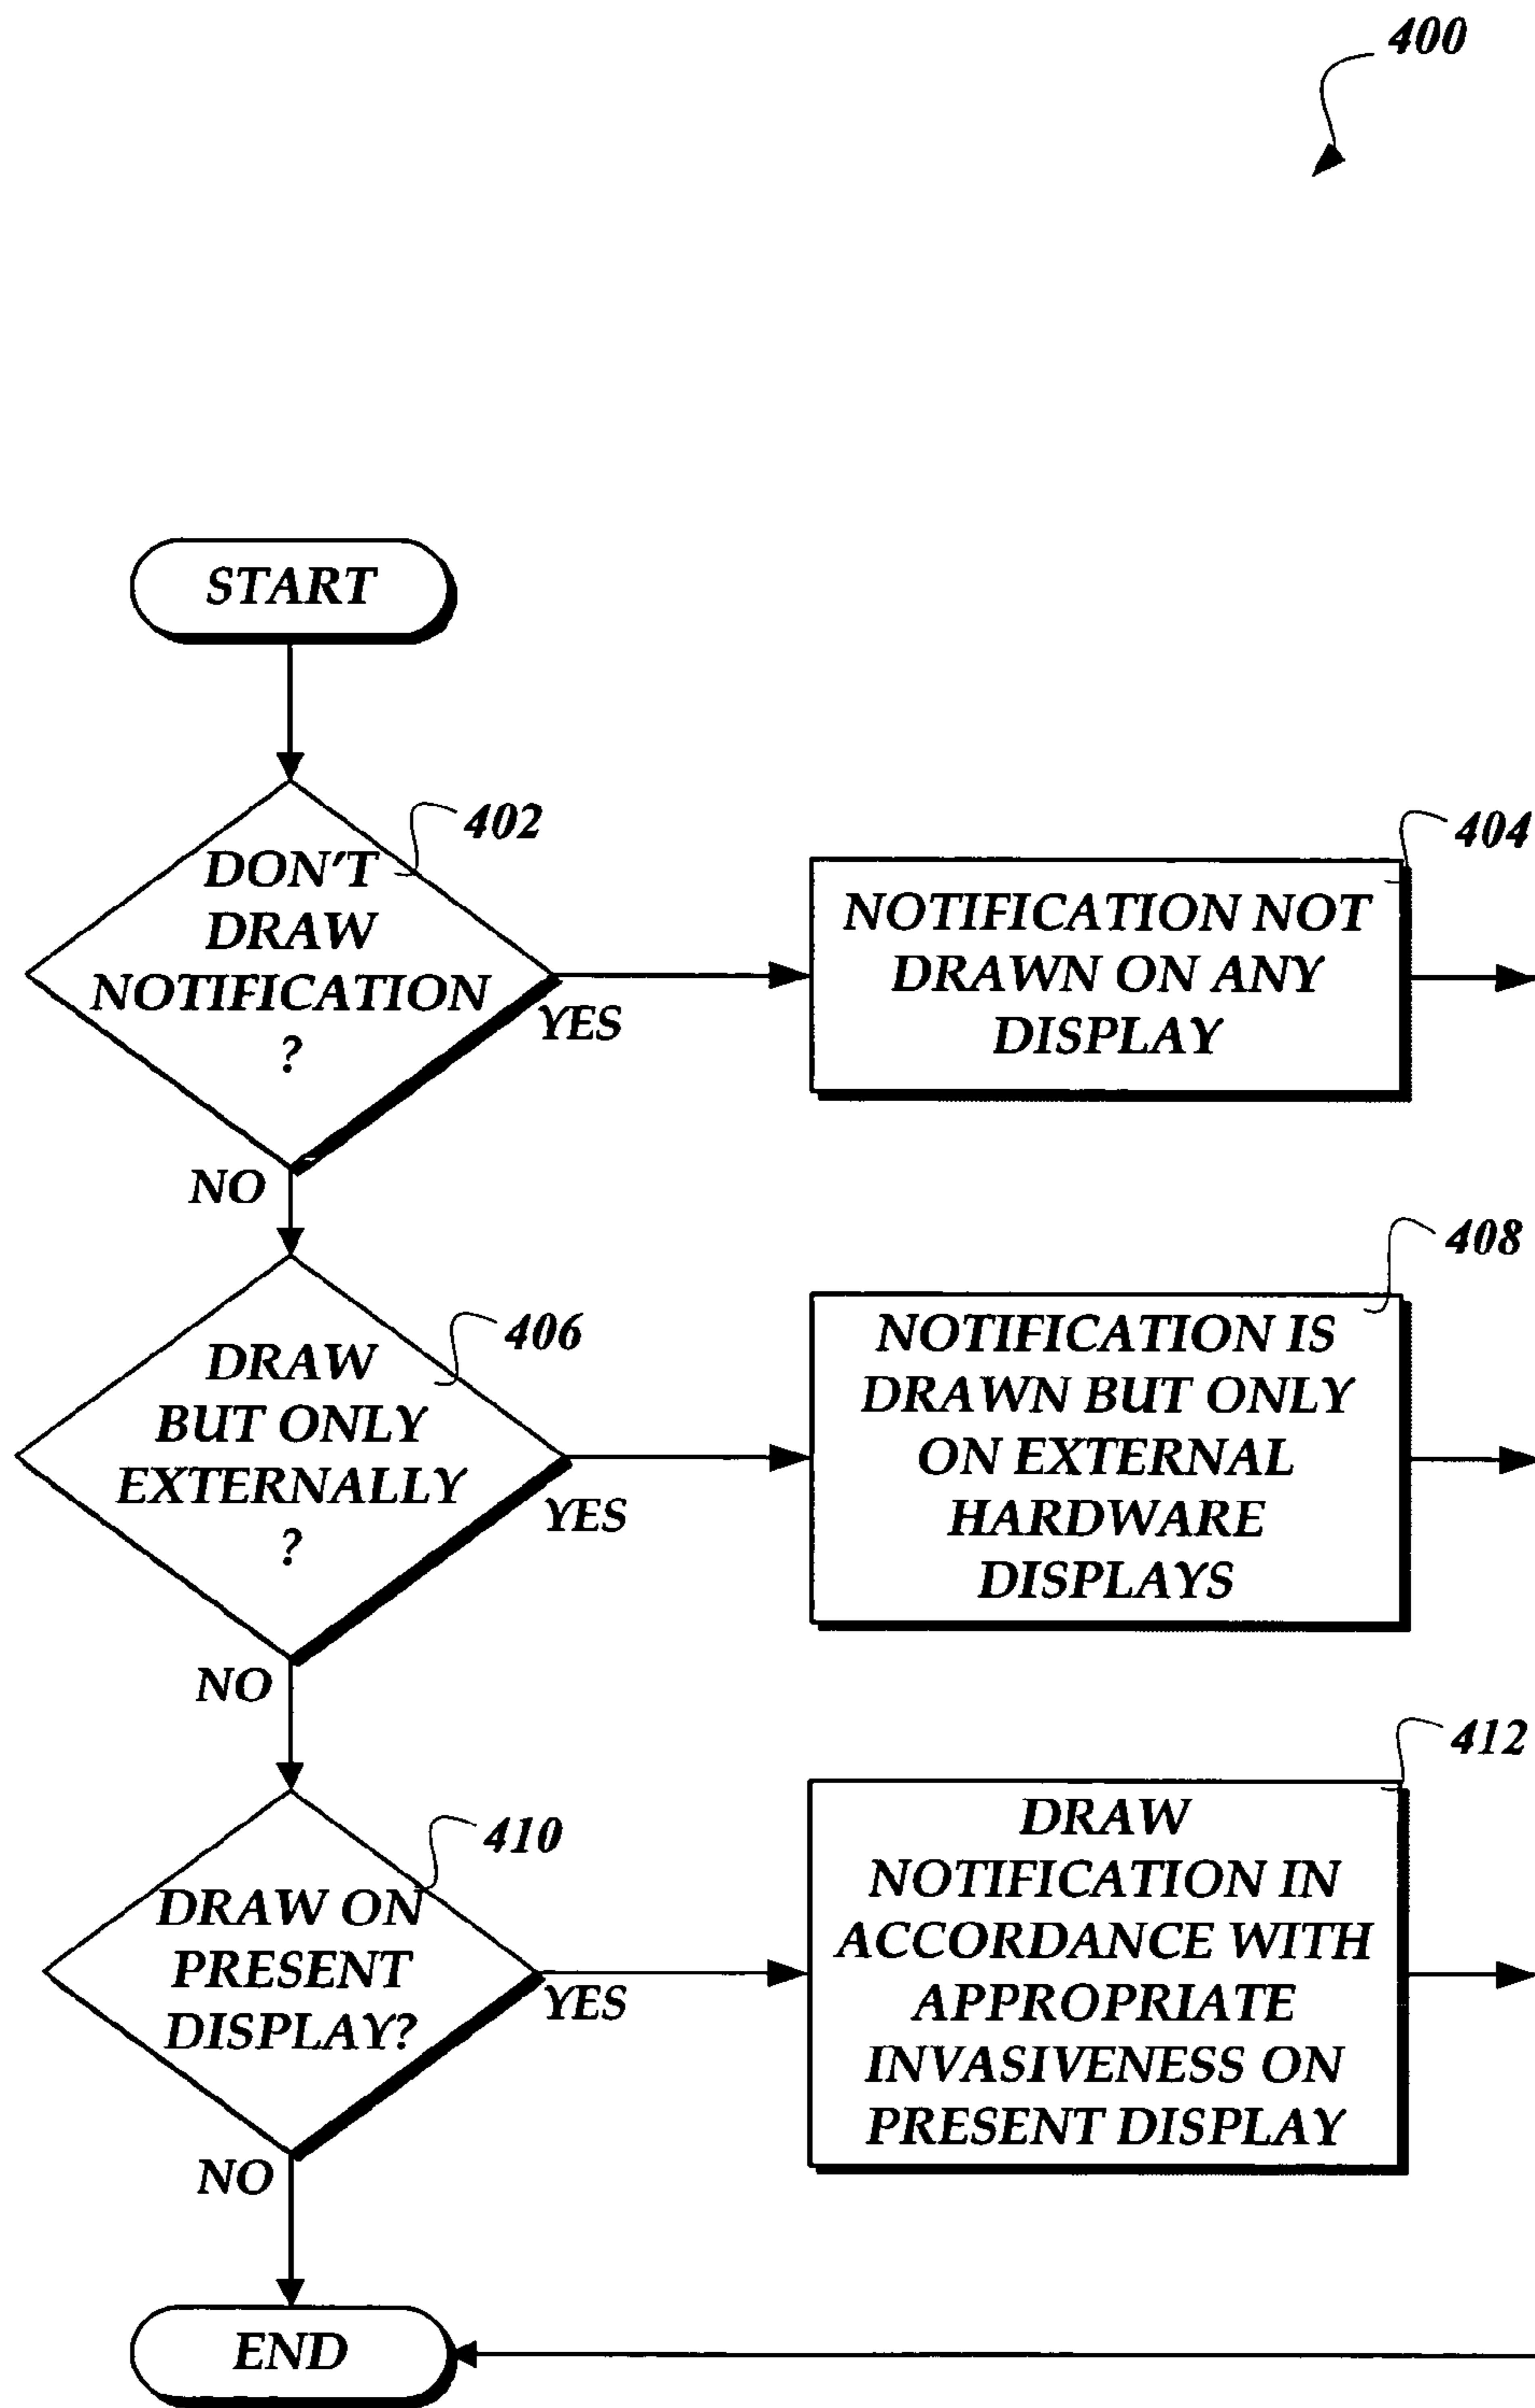 400
START
402
DON'T
DRAW
NOTIFICATION
?
YES
NO
404
NOTIFICATION NOT
DRAWN ON ANY
DISPLAY
406
DRAW
BUT ONLY
EXTERNALLY
?
YES
NO
408
NOTIFICATION IS
DRAWN BUT ONLY
ON EXTERNAL
HARDWARE
DISPLAYS
410
DRAW ON
PRESENT
DISPLAY?
YES
NO
412
DRAW
NOTIFICATION IN
ACCORDANCE WITH
APPROPRIATE
INVASIVENESS ON
PRESENT DISPLAY
END